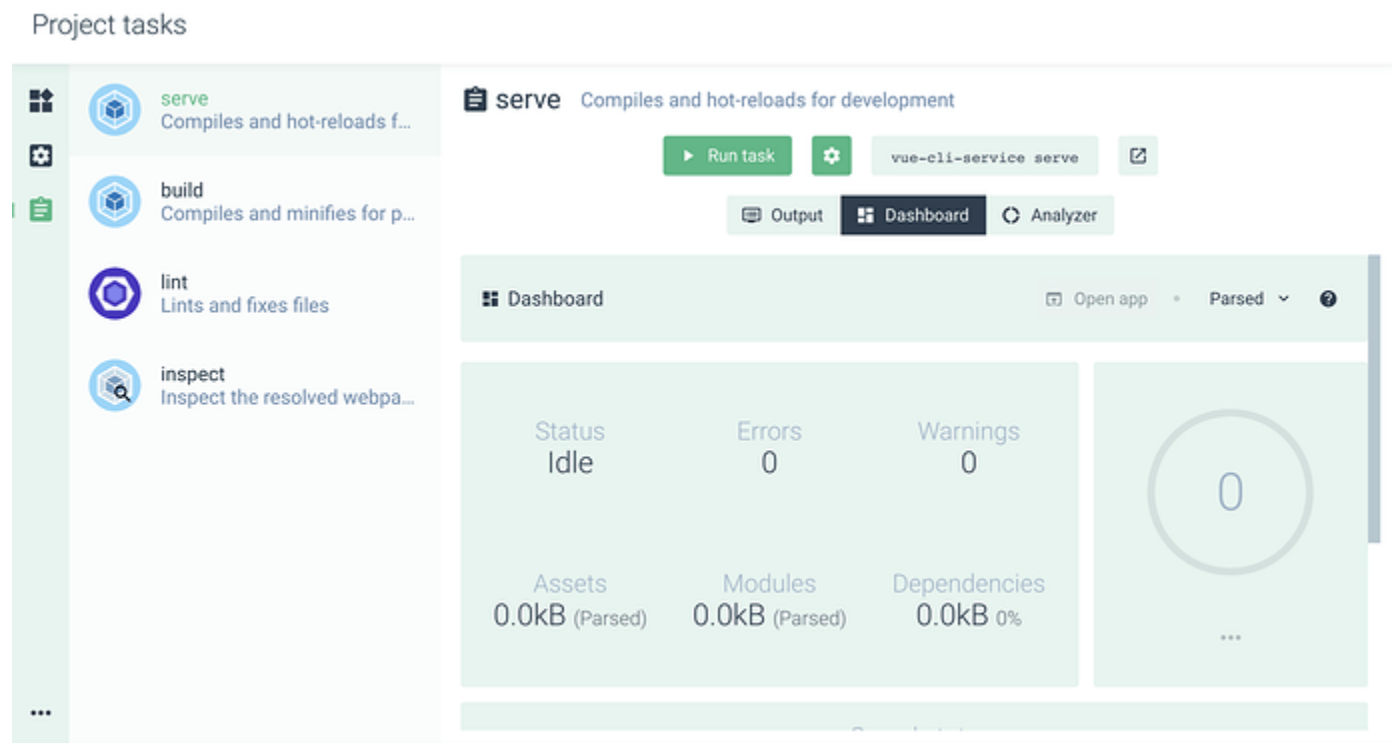 Project tasks
serve
Compiles and hot-reloads f...
build
Compiles and minifies for p...
lint
Lints and fixes files
inspect
Inspect the resolved webpa...
serve Compiles and hot-reloads for development
Run task vue-cli-service serve
Output Dashboard Analyzer
Dashboard Open app Parsed
Status Errors Warnings
Idle 0 0
0
Assets Modules Dependencies
0.0kB (Parsed) 0.0kB (Parsed) 0.0kB 0%